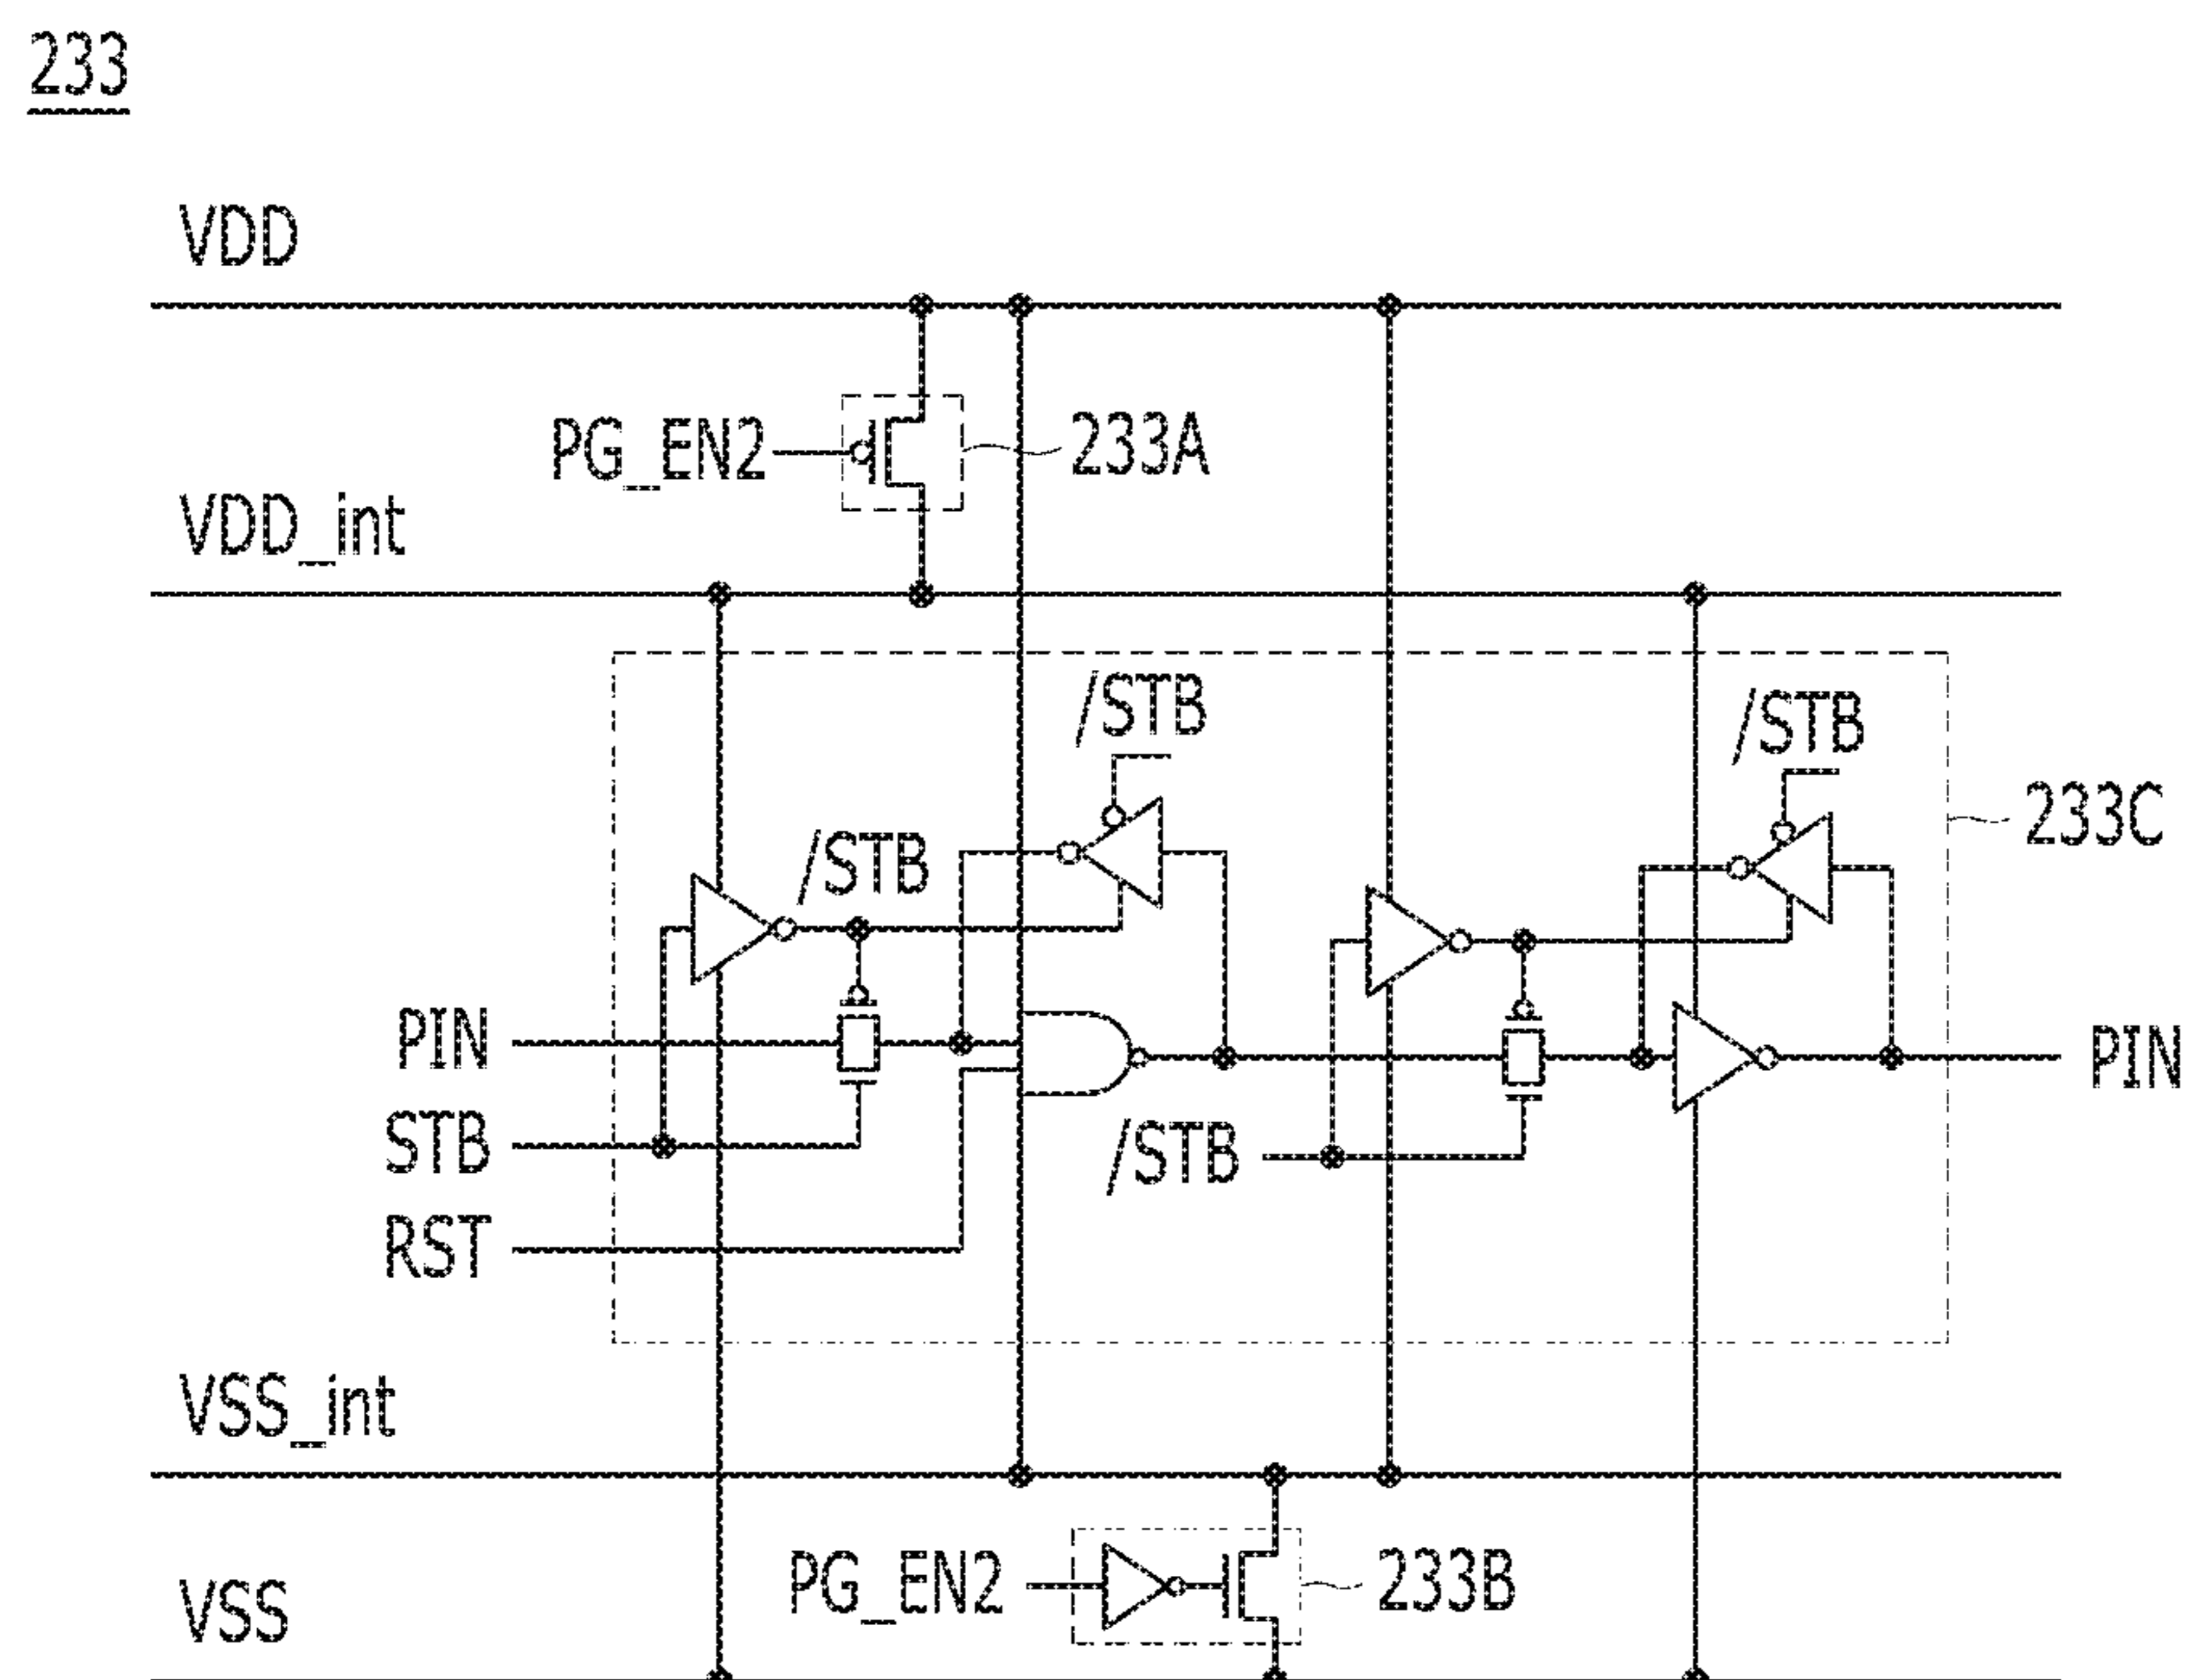 233
VDD
PG_EN2
233A
VDD_int
/STB
/STB
233C
/STB
PIN
PIN
STB
/STB
RST
VSS_int
PG_EN2
233B
VSS